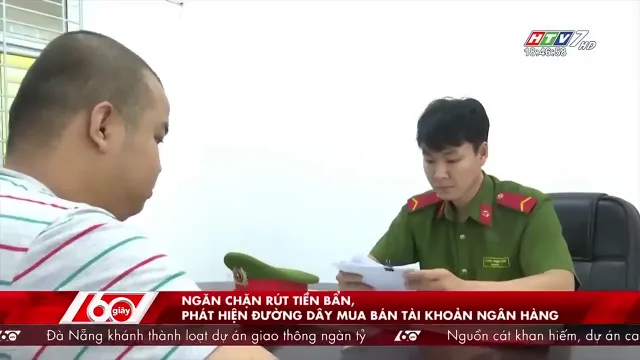 HTV7 HD
18:46:58
60 giây
NGĂN CHẶN RÚT TIỀN BẨN,
PHÁT HIỆN ĐƯỜNG DÂY MUA BÁN TÀI KHOẢN NGÂN HÀNG
60 Đà Nẵng khánh thành loạt dự án giao thông ngàn tỷ 60 Nguồn cát khan hiếm, dự án ca